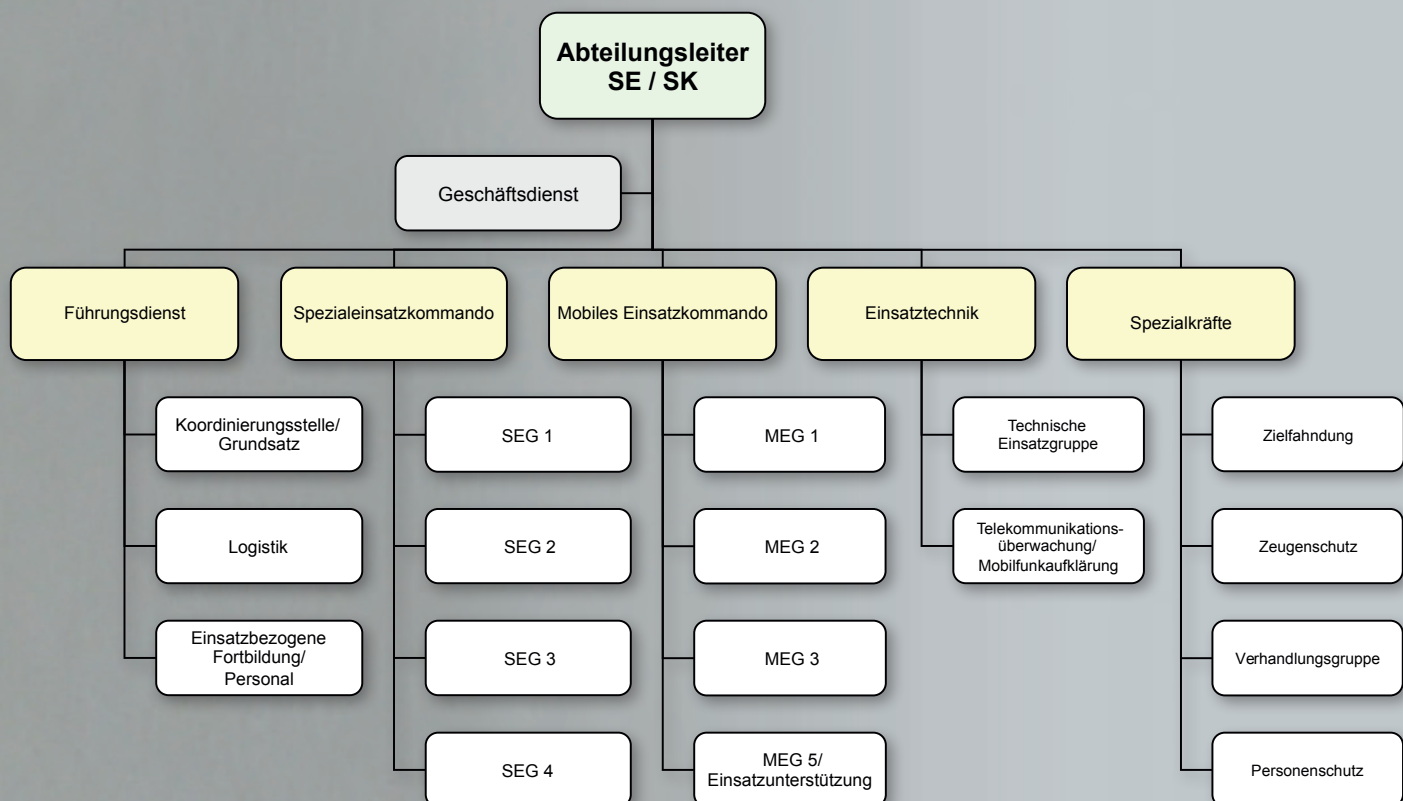 Abteilungsleiter
SE / SK
Geschäftsdienst
Führungsdienst
Spezialeinsatzkommando
Mobiles Einsatzkommando
Einsatztechnik
Spezialkräfte
Koordinierungsstelle/
Grundsatz
SEG 1
MEG 1
Technische
Einsatzgruppe
Zielfahndung
Logistik
SEG 2
MEG 2
Telekommunikations-
überwachung/
Mobilfunkaufklärung
Zeugenschutz
Einsatzbezogene
Fortbildung/
Personal
SEG 3
MEG 3
Verhandlungsgruppe
SEG 4
MEG 5/
Einsatzunterstützung
Personenschutz